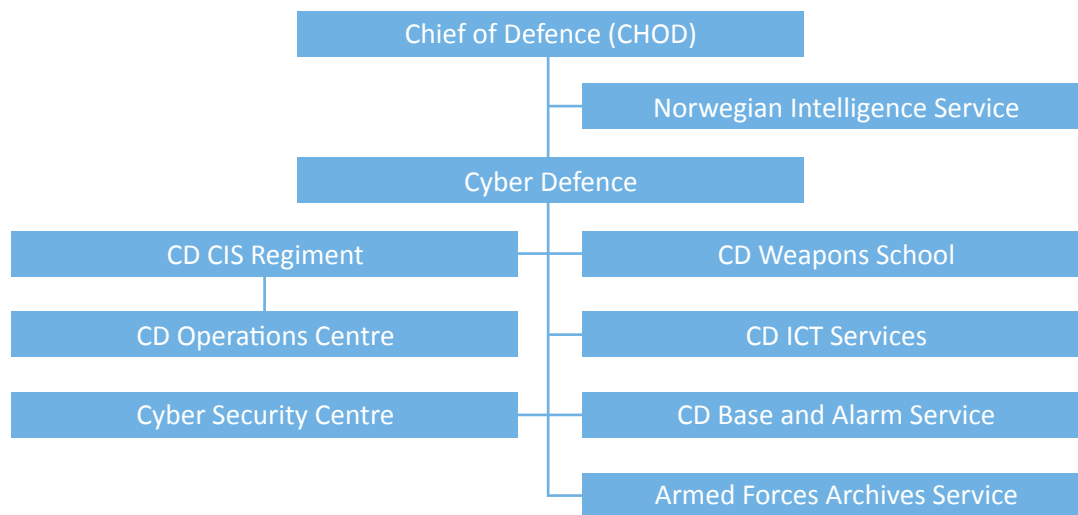 Chief of Defence (CHOD)
Norwegian Intelligence Service
Cyber Defence
CD CIS Regiment
CD Weapons School
CD Operations Centre
CD ICT Services
Cyber Security Centre
CD Base and Alarm Service
Armed Forces Archives Service